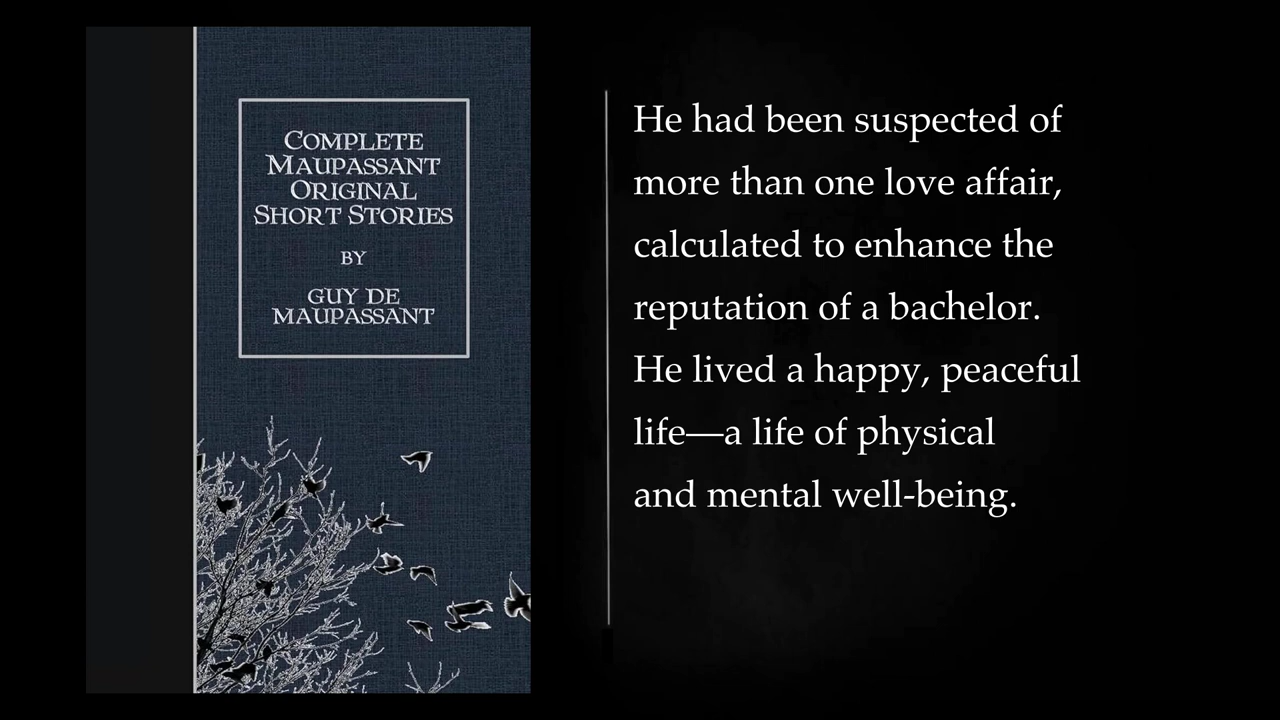 COMPLETE
MAUPASSANT
ORIGINAL
SHORT STORIES
BY
GUY DE
MAUPASSANT
He had been suspected of
more than one love affair,
calculated to enhance the
reputation of a bachelor.
He lived a happy, peaceful
life—a life of physical
and mental well-being.